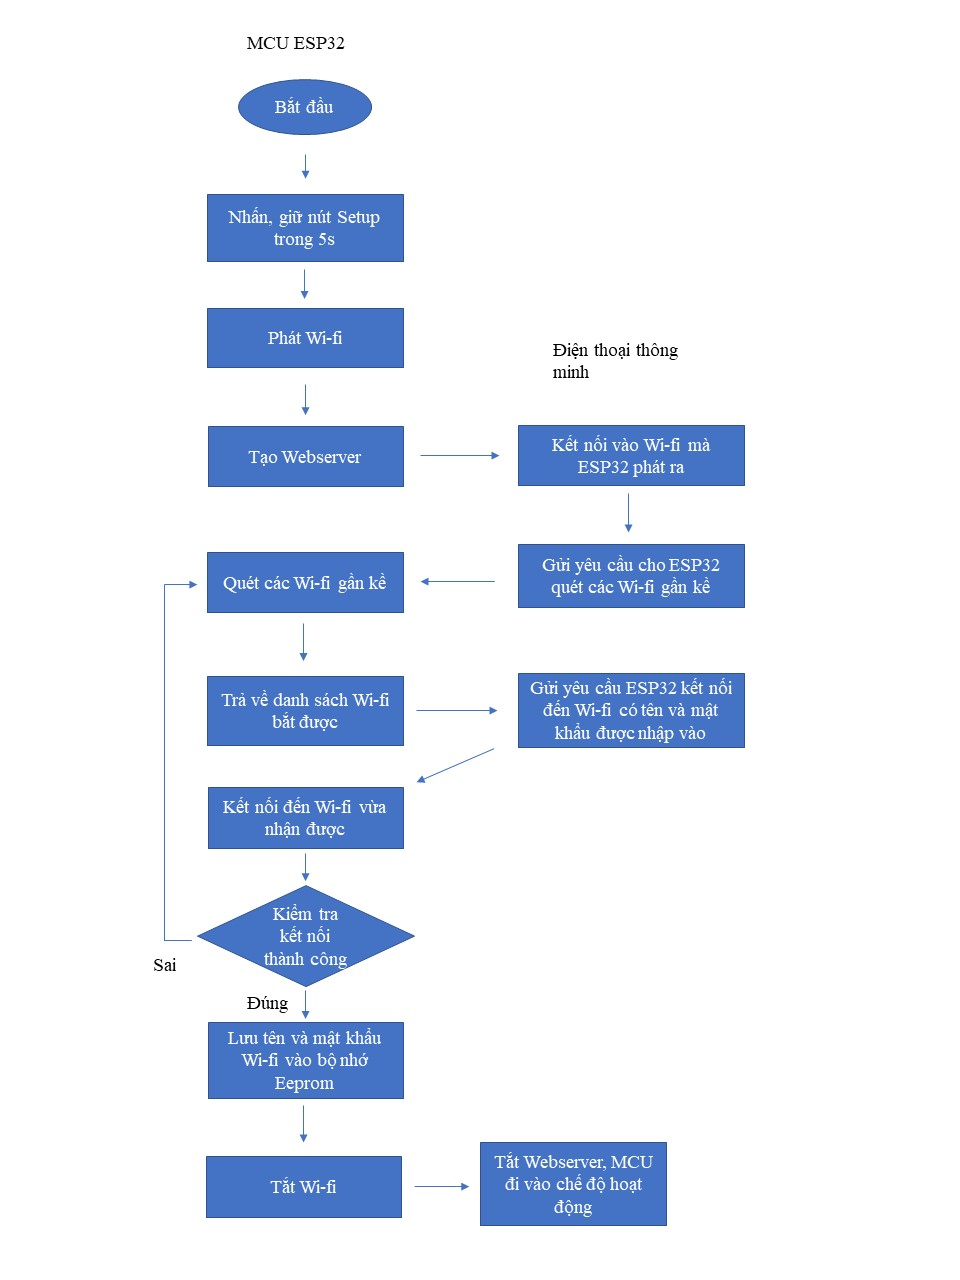 MCU ESP32
Bắt đầu
Nhấn, giữ nút Setup
trong 5s
Phát Wi-fi
Điện thoại thông
minh
Tạo Webserver
Kết nối vào Wi-fi mà
ESP32 phát ra
Gửi yêu cầu cho ESP32
quét các Wi-fi gần kề
Quét các Wi-fi gần kề
Trả về danh sách Wi-fi
bắt được
Gửi yêu cầu ESP32 kết nối
đến Wi-fi có tên và mật
khẩu được nhập vào
Kết nối đến Wi-fi vừa
nhận được
Kiểm tra
kết nối
thành công
Sai
Đúng
Lưu tên và mật khẩu
Wi-fi vào bộ nhớ
Eeprom
Tắt Wi-fi
Tắt Webserver, MCU
đi vào chế độ hoạt
động